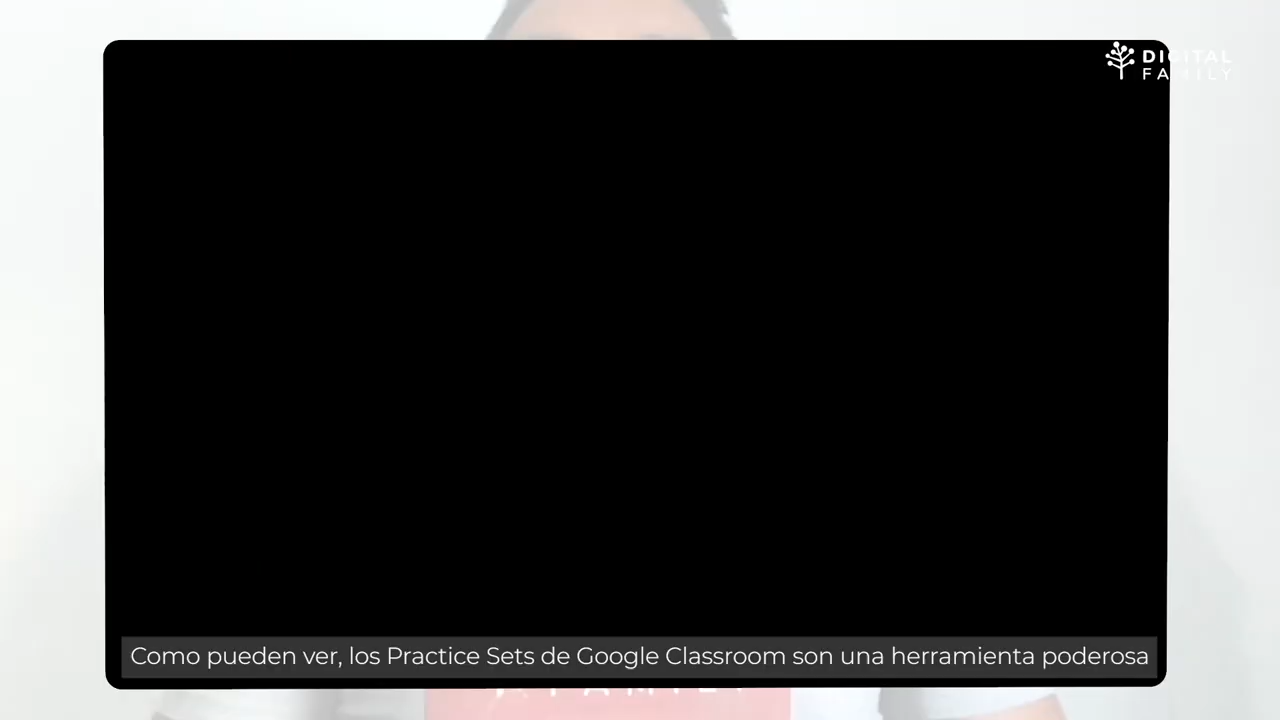 DIGITAL
FAMILY
Como pueden ver, los Practice Sets de Google Classroom son una herramienta poderosa